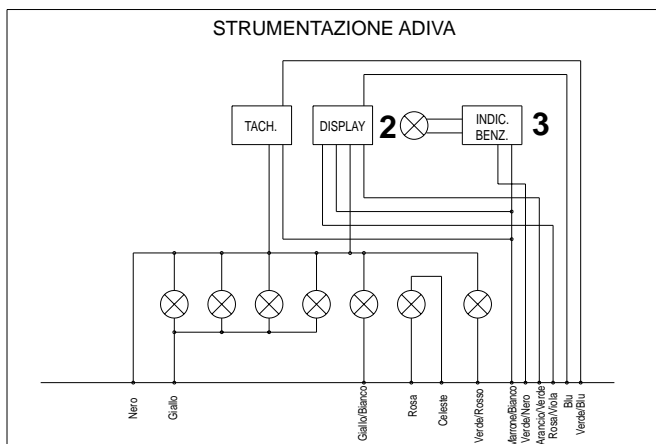 STRUMENTAZIONE ADIVA
TACH.
DISPLAY
2
INDIC.
BENZ.
3
Nero
Giallo
Giallo/Bianco
Rosa
Celeste
Verde/Rosso
Marrone/Bianco
Verde/Nero
Arancio/Verde
Rosa/Viola
Blu
Verde/Blu